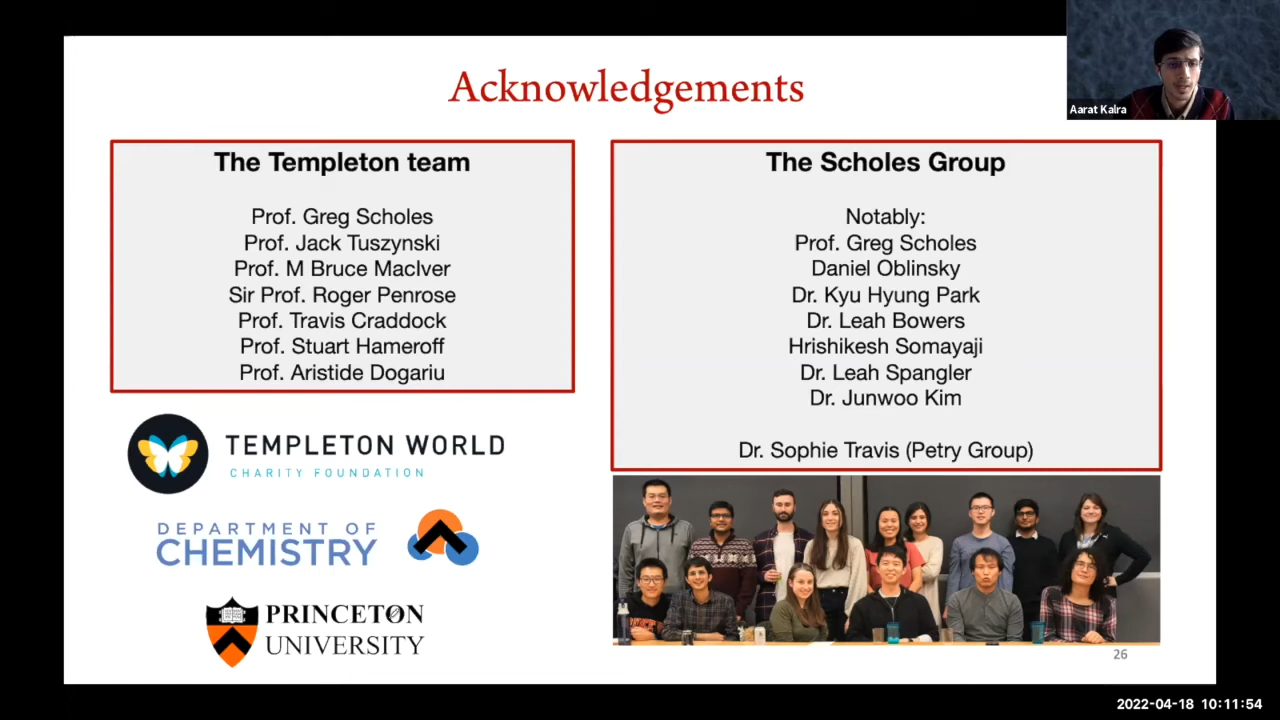 Acknowledgements
Aarat Kalra
The Templeton team
Prof. Greg Scholes
Prof. Jack Tuszynski
Prof. M Bruce MacIver
Sir Prof. Roger Penrose
Prof. Travis Craddock
Prof. Stuart Hameroff
Prof. Aristide Dogariu
TEMPLETON WORLD
CHARITY FOUNDATION
DEPARTMENT OF
CHEMISTRY
PRINCETON
UNIVERSITY
The Scholes Group
Notably:
Prof. Greg Scholes
Daniel Oblinsky
Dr. Kyu Hyung Park
Dr. Leah Bowers
Hrishikesh Somayaji
Dr. Leah Spangler
Dr. Junwoo Kim
Dr. Sophie Travis (Petry Group)
26
2022-04-18 10:11:54